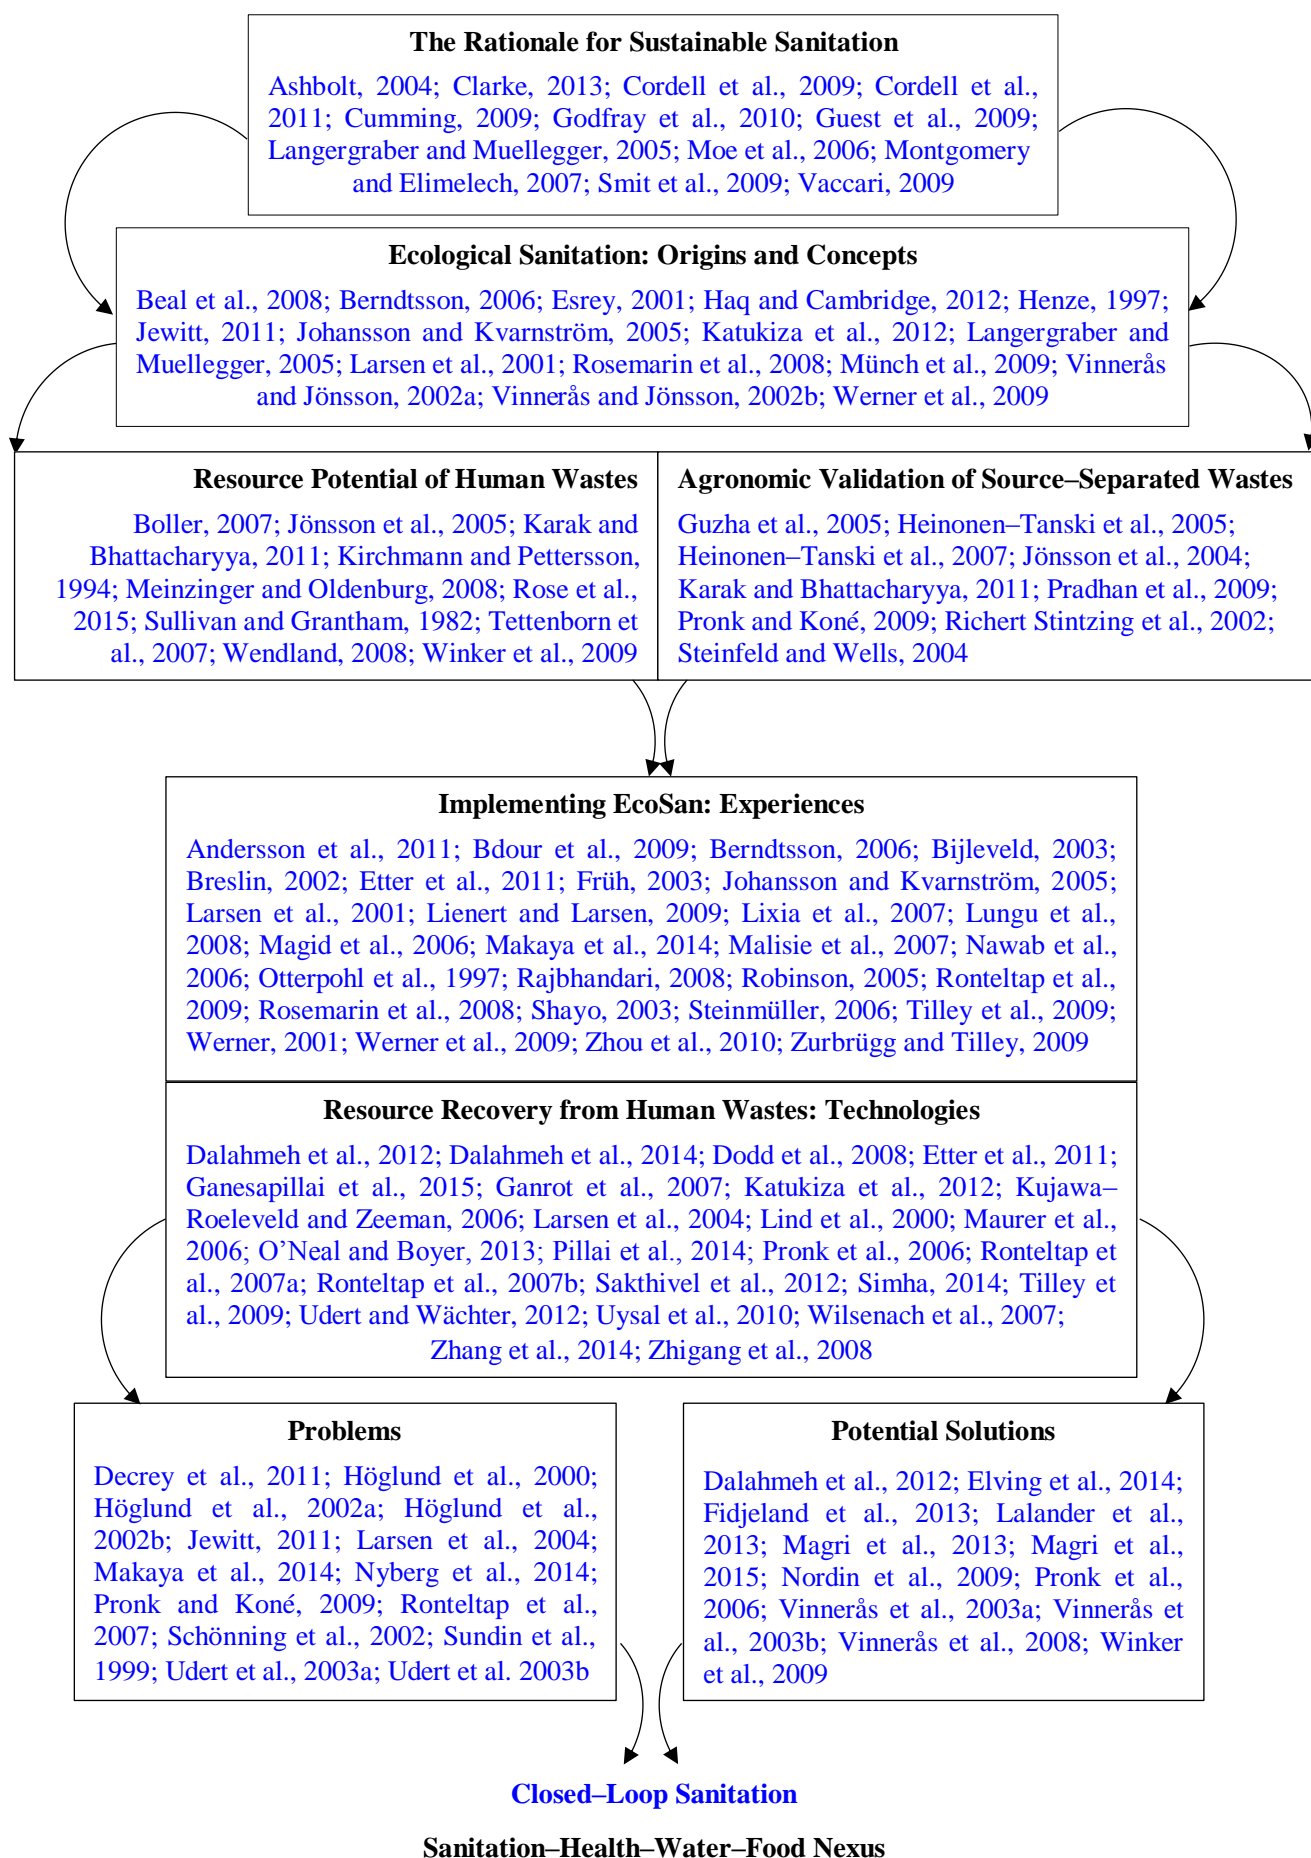 The Rationale for Sustainable Sanitation
Ashbolt, 2004; Clarke, 2013; Cordell et al., 2009; Cordell et al.,
2011; Cumming, 2009; Godfray et al., 2010; Guest et al., 2009;
Langergraber and Muellegger, 2005; Moe et al., 2006; Montgomery
and Elimelech, 2007; Smit et al., 2009; Vaccari, 2009
Ecological Sanitation: Origins and Concepts
Beal et al., 2008; Berndtsson, 2006; Esrey, 2001; Haq and Cambridge, 2012; Henze, 1997;
Jewitt, 2011; Johansson and Kvarnström, 2005; Katukiza et al., 2012; Langergraber and
Muellegger, 2005; Larsen et al., 2001; Rosemarin et al., 2008; Münch et al., 2009; Vinnerås
and Jönsson, 2002a; Vinnerås and Jönsson, 2002b; Werner et al., 2009
Resource Potential of Human Wastes
Boller, 2007; Jönsson et al., 2005; Karak and
Bhattacharyya, 2011; Kirchmann and Pettersson,
1994; Meinzinger and Oldenburg, 2008; Rose et al.,
2015; Sullivan and Grantham, 1982; Tettenborn et
al., 2007; Wendland, 2008; Winker et al., 2009
Agronomic Validation of Source–Separated Wastes
Guzha et al., 2005; Heinonen–Tanski et al., 2005;
Heinonen–Tanski et al., 2007; Jönsson et al., 2004;
Karak and Bhattacharyya, 2011; Pradhan et al., 2009;
Pronk and Koné, 2009; Richert Stintzing et al., 2002;
Steinfeld and Wells, 2004
Implementing EcoSan: Experiences
Andersson et al., 2011; Bdour et al., 2009; Berndtsson, 2006; Bijleveld, 2003;
Breslin, 2002; Etter et al., 2011; Früh, 2003; Johansson and Kvarnström, 2005;
Larsen et al., 2001; Lienert and Larsen, 2009; Lixia et al., 2007; Lungu et al.,
2008; Magid et al., 2006; Makaya et al., 2014; Malisie et al., 2007; Nawab et al.,
2006; Otterpohl et al., 1997; Rajbhandari, 2008; Robinson, 2005; Ronteltap et al.,
2009; Rosemarin et al., 2008; Shayo, 2003; Steinmüller, 2006; Tilley et al., 2009;
Werner, 2001; Werner et al., 2009; Zhou et al., 2010; Zurbrügg and Tilley, 2009
Resource Recovery from Human Wastes: Technologies
Dalahmeh et al., 2012; Dalahmeh et al., 2014; Dodd et al., 2008; Etter et al., 2011;
Ganesapillai et al., 2015; Ganrot et al., 2007; Katukiza et al., 2012; Kujawa–
Roeleveld and Zeeman, 2006; Larsen et al., 2004; Lind et al., 2000; Maurer et al.,
2006; O’Neal and Boyer, 2013; Pillai et al., 2014; Pronk et al., 2006; Ronteltap et
al., 2007a; Ronteltap et al., 2007b; Sakthivel et al., 2012; Simha, 2014; Tilley et
al., 2009; Udert and Wächter, 2012; Uysal et al., 2010; Wilsenach et al., 2007;
Zhang et al., 2014; Zhigang et al., 2008
Problems
Decrey et al., 2011; Höglund et al., 2000;
Höglund et al., 2002a; Höglund et al.,
2002b; Jewitt, 2011; Larsen et al., 2004;
Makaya et al., 2014; Nyberg et al., 2014;
Pronk and Koné, 2009; Ronteltap et al.,
2007; Schönning et al., 2002; Sundin et al.,
1999; Udert et al., 2003a; Udert et al. 2003b
Potential Solutions
Dalahmeh et al., 2012; Elving et al., 2014;
Fidjeland et al., 2013; Lalander et al.,
2013; Magri et al., 2013; Magri et al.,
2015; Nordin et al., 2009; Pronk et al.,
2006; Vinnerås et al., 2003a; Vinnerås et
al., 2003b; Vinnerås et al., 2008; Winker
et al., 2009
Closed–Loop Sanitation
Sanitation–Health–Water–Food Nexus